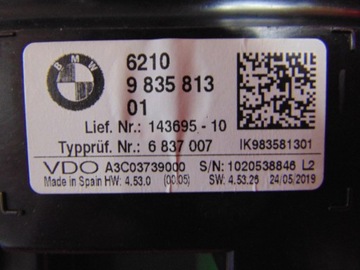 BMW
6210
9 835 813
01
Lief. Nr.: 143695 - 10
Typprüf. Nr.: 6 837 007
IK983581301
VDO A3C03739000 S/N: 1020538846 L2
Made in Spain HW: 4.53.0 (00.05) SW: 4.53.26 24/05/2019